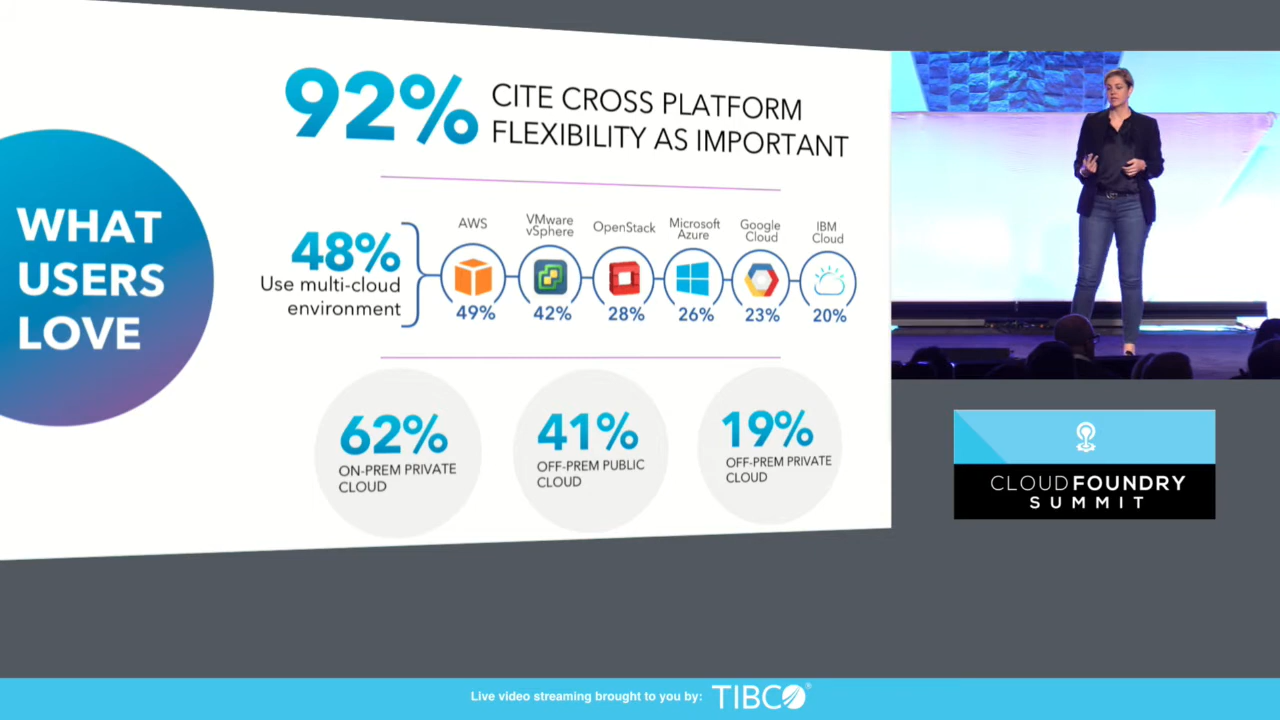 92%
CITE CROSS PLATFORM
FLEXIBILITY AS IMPORTANT
WHAT
USERS
LOVE
48%
Use multi-cloud
environment
AWS
49%
VMware
vSphere
42%
OpenStack
28%
Microsoft
Azure
26%
Google
Cloud
23%
IBM
Cloud
20%
62%
ON-PREM PRIVATE
CLOUD
41%
OFF-PREM PUBLIC
CLOUD
19%
OFF-PREM PRIVATE
CLOUD
CLOUDFOUNDRY
SUMMIT
Live video streaming brought to you by: TIBCO®